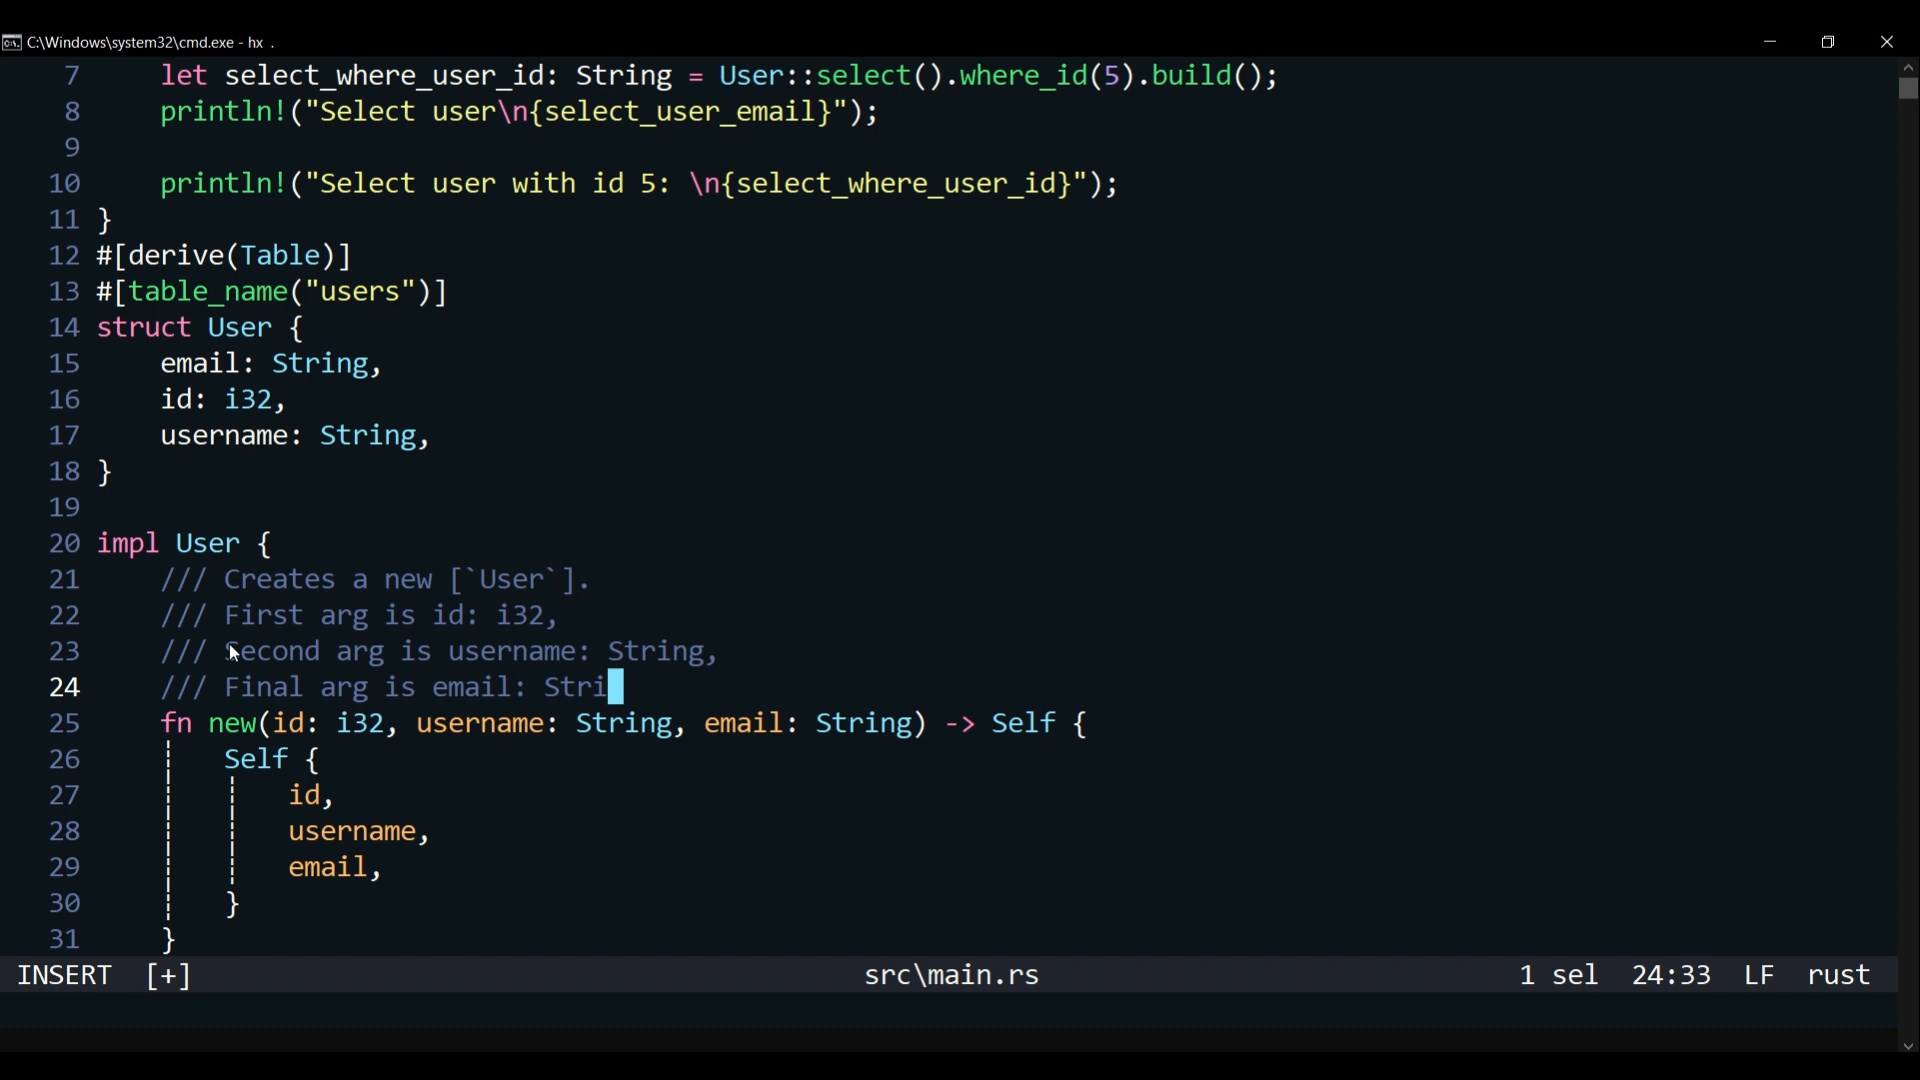 C:\Windows\system32\cmd.exe - hx .
7 let select_where_user_id: String = User::select().where_id(5).build();
8 println!("Select user\n{select_user_email}");
9
10 println!("Select user with id 5: \n{select_where_user_id}");
11 }
12 #[derive(Table)]
13 #[table_name("users")]
14 struct User {
15 email: String,
16 id: i32,
17 username: String,
18 }
19
20 impl User {
21 /// Creates a new [`User`].
22 /// First arg is id: i32,
23 /// Second arg is username: String,
24 /// Final arg is email: Stri
25 fn new(id: i32, username: String, email: String) -> Self {
26 Self {
27 id,
28 username,
29 email,
30 }
31 }
INSERT [+] src\main.rs 1 sel 24:33 LF rust